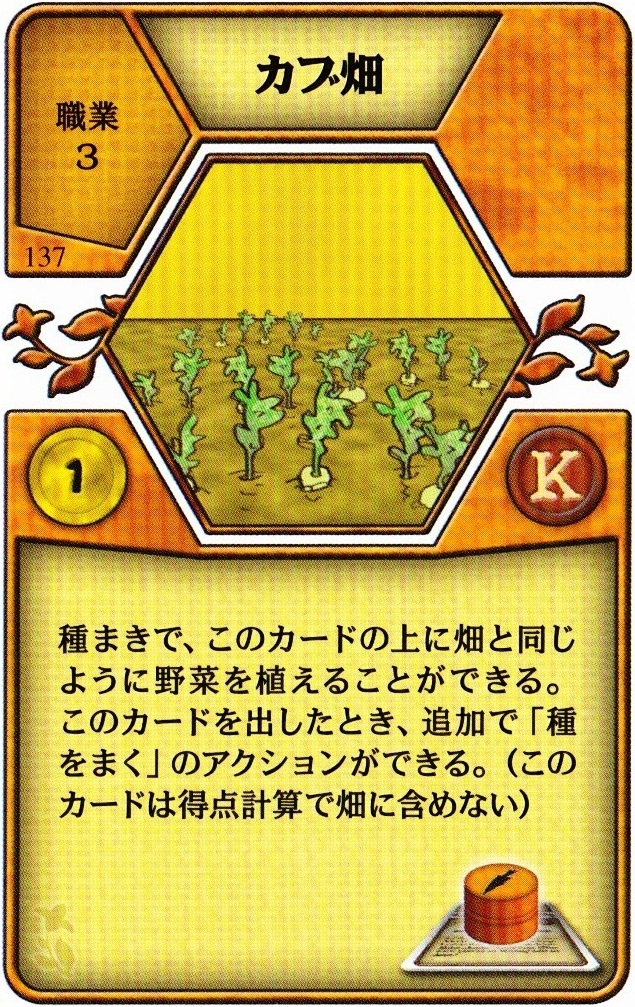 カブ畑
職業
3
137
1
K
種まきで、このカードの上に畑と同じ
ように野菜を植えることができる。
このカードを出したとき、追加で「種
をまく」のアクションができる。（この
カードは得点計算で畑に含めない）